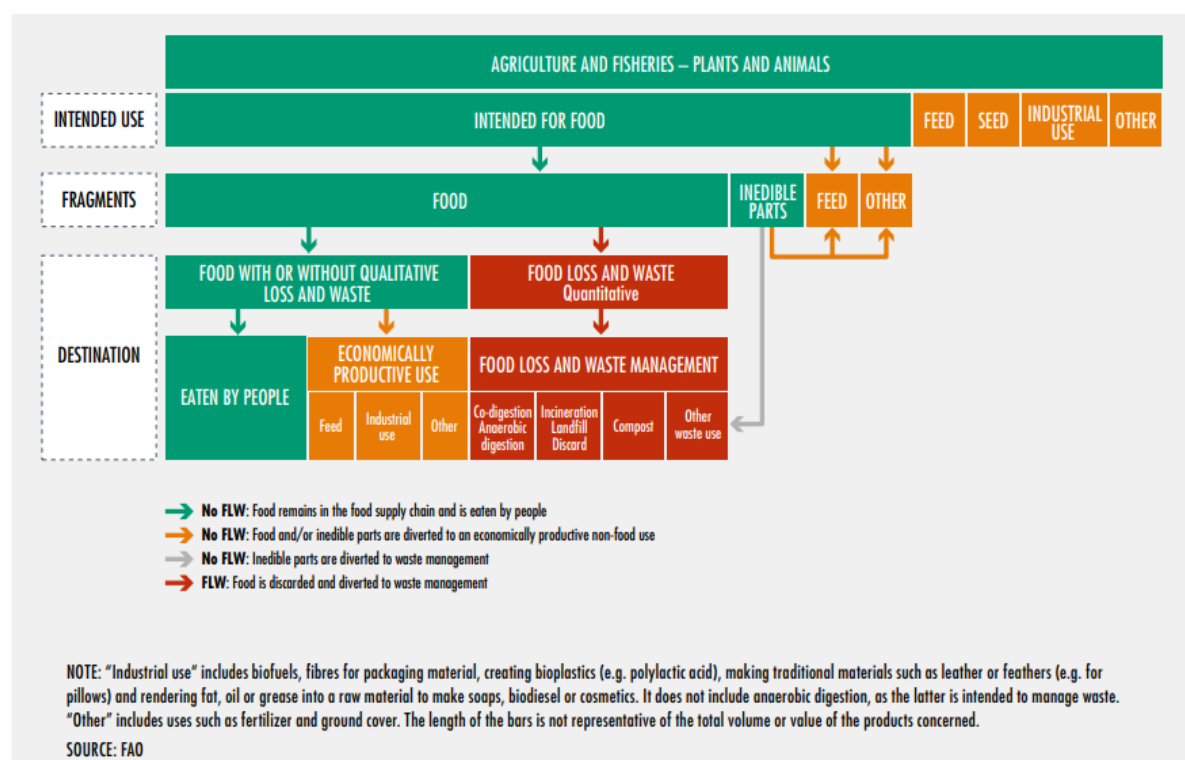 AGRICULTURE AND FISHERIES – PLANTS AND ANIMALS
INTENDED USE
INTENDED FOR FOOD
FEED
SEED
INDUSTRIAL
USE
OTHER
FRAGMENTS
FOOD
INEDIBLE
PARTS
FEED
OTHER
DESTINATION
FOOD WITH OR WITHOUT QUALITATIVE
LOSS AND WASTE
FOOD LOSS AND WASTE
Quantitative
EATEN BY PEOPLE
ECONOMICALLY
PRODUCTIVE USE
Feed
Industrial
use
Other
FOOD LOSS AND WASTE MANAGEMENT
Co-digestion
Anaerobic
digestion
Incineration
Landfill
Discard
Compost
Other
waste use
No FLW: Food remains in the food supply chain and is eaten by people
No FLW: Food and/or inedible parts are diverted to an economically productive non-food use
No FLW: Inedible parts are diverted to waste management
FLW: Food is discarded and diverted to waste management
NOTE: “Industrial use“ includes biofuels, fibres for packaging material, creating bioplastics (e.g. polylactic acid), making traditional materials such as leather or feathers (e.g. for
pillows) and rendering fat, oil or grease into a raw material to make soaps, biodiesel or cosmetics. It does not include anaerobic digestion, as the latter is intended to manage waste.
“Other” includes uses such as fertilizer and ground cover. The length of the bars is not representative of the total volume or value of the products concerned.
SOURCE: FAO